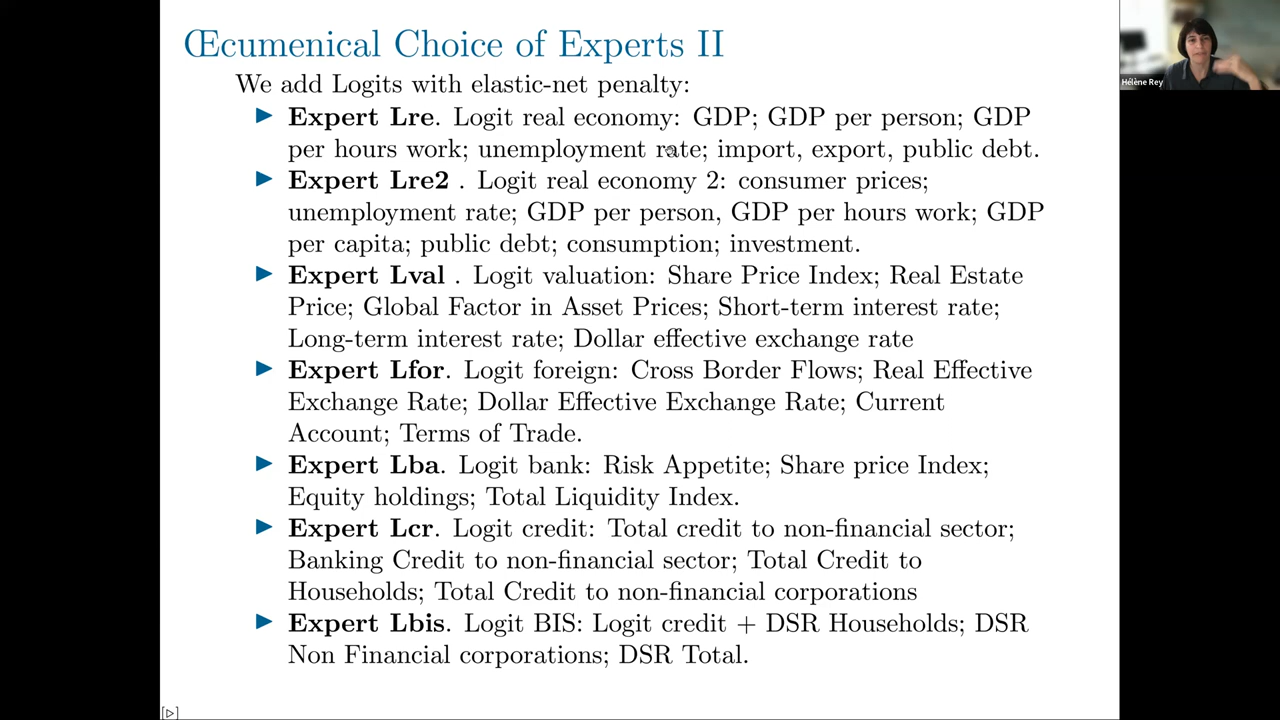 Œcumenical Choice of Experts II
We add Logits with elastic-net penalty:
▶ Expert Lre. Logit real economy: GDP; GDP per person; GDP
per hours work; unemployment rate; import, export, public debt.
▶ Expert Lre2 . Logit real economy 2: consumer prices;
unemployment rate; GDP per person, GDP per hours work; GDP
per capita; public debt; consumption; investment.
▶ Expert Lval . Logit valuation: Share Price Index; Real Estate
Price; Global Factor in Asset Prices; Short-term interest rate;
Long-term interest rate; Dollar effective exchange rate
▶ Expert Lfor. Logit foreign: Cross Border Flows; Real Effective
Exchange Rate; Dollar Effective Exchange Rate; Current
Account; Terms of Trade.
▶ Expert Lba. Logit bank: Risk Appetite; Share price Index;
Equity holdings; Total Liquidity Index.
▶ Expert Lcr. Logit credit: Total credit to non-financial sector;
Banking Credit to non-financial sector; Total Credit to
Households; Total Credit to non-financial corporations
▶ Expert Lbis. Logit BIS: Logit credit + DSR Households; DSR
Non Financial corporations; DSR Total.
Hélène Rey